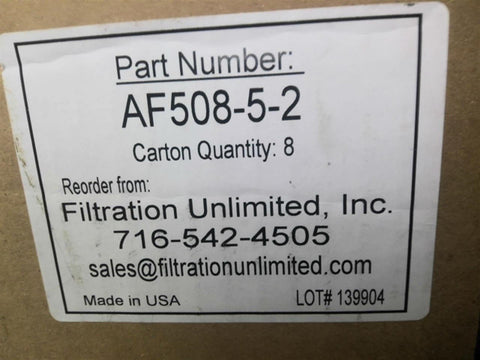 Part Number:
AF508-5-2
Carton Quantity: 8
Reorder from:
Filtration Unlimited, Inc.
716-542-4505
sales@filtrationunlimited.com
Made in USA LOT# 139904